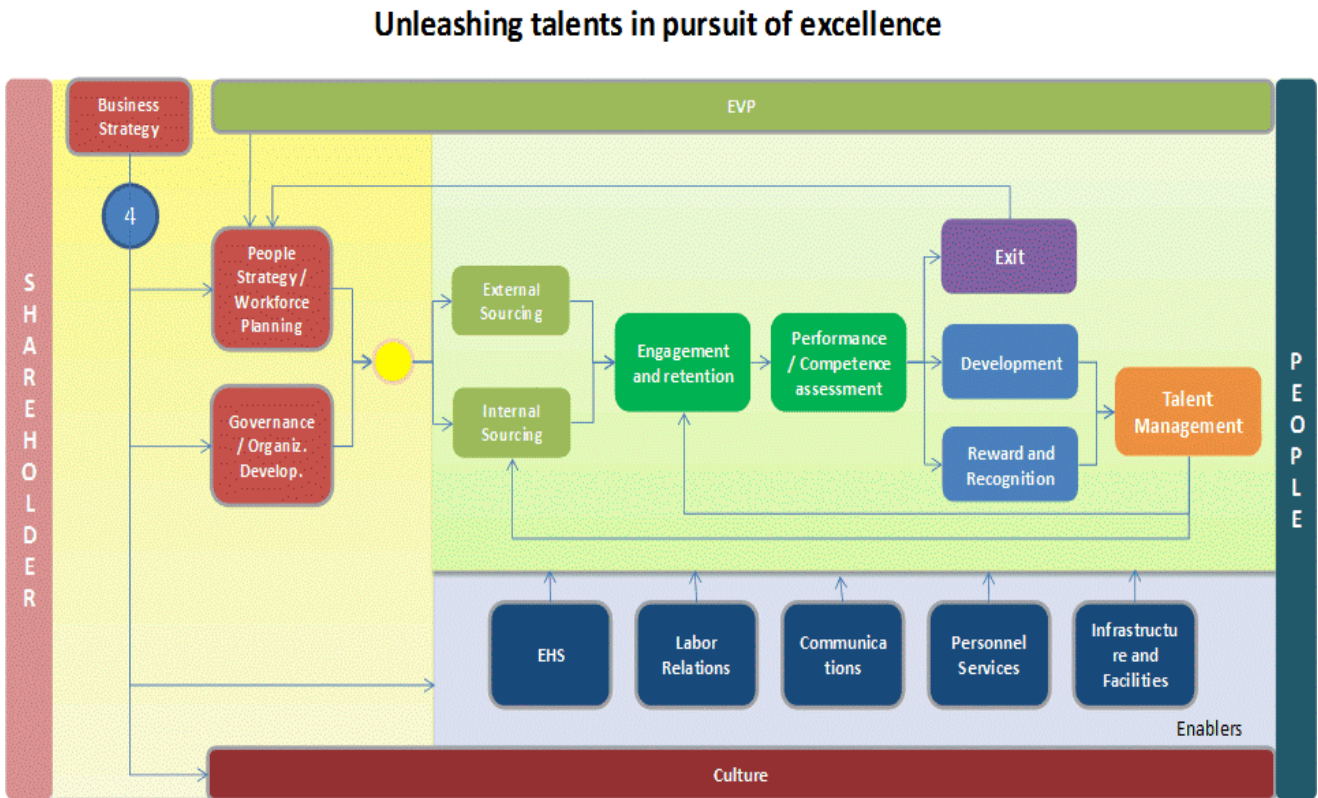 Unleashing talents in pursuit of excellence
SHAREHOLDER
Business
Strategy
EVP
4
People
Strategy /
Workforce
Planning
Governance
/ Organiz.
Develop.
External
Sourcing
Internal
Sourcing
Engagement
and retention
Performance
/ Competence
assessment
Exit
Development
Reward and
Recognition
Talent
Management
PEOPLE
EHS
Labor
Relations
Communica
tions
Personnel
Services
Infrastructu
re and
Facilities
Enablers
Culture